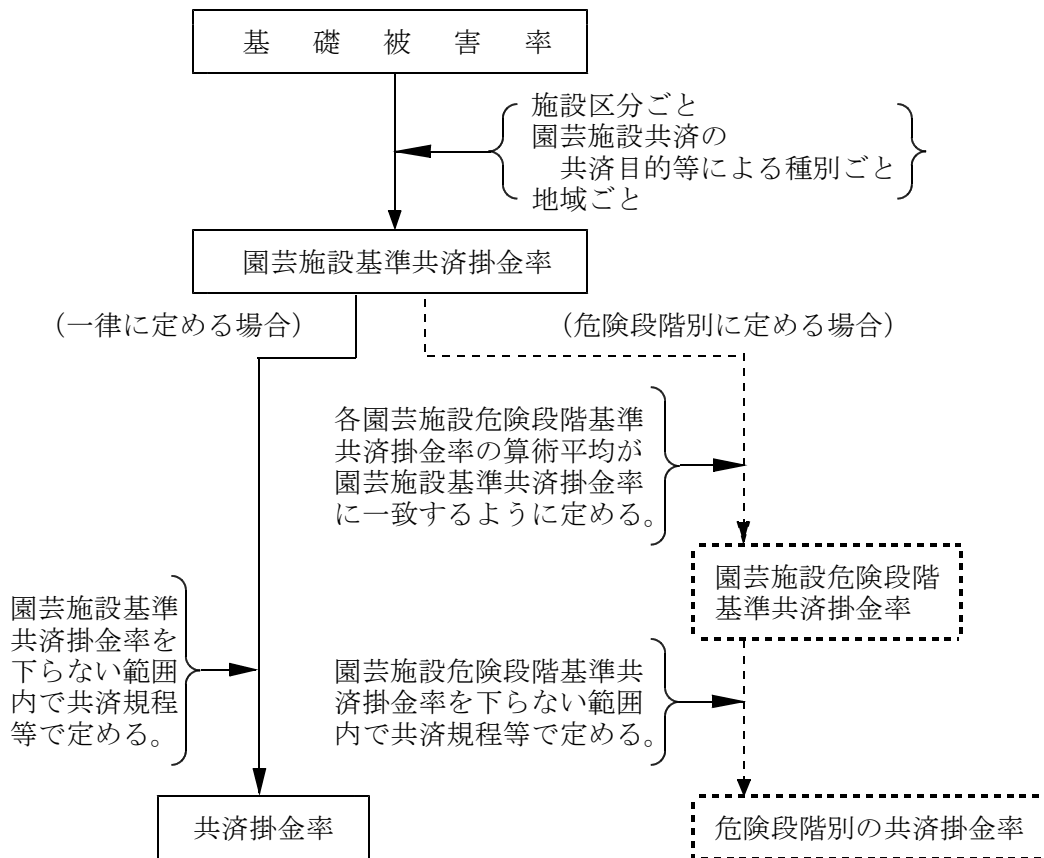 基礎被害率
施設区分ごと
園芸施設共済の
共済目的等による種別ごと
地域ごと
園芸施設基準共済掛金率
（一律に定める場合）
（危険段階別に定める場合）
各園芸施設危険段階基準
共済掛金率の算術平均が
園芸施設基準共済掛金率
に一致するように定める。
園芸施設危険段階
基準共済掛金率
園芸施設基準
共済掛金率を
下らない範囲
内で共済規程
等で定める。
園芸施設危険段階基準共
済掛金率を下らない範囲
内で共済規程等で定める。
共済掛金率
危険段階別の共済掛金率